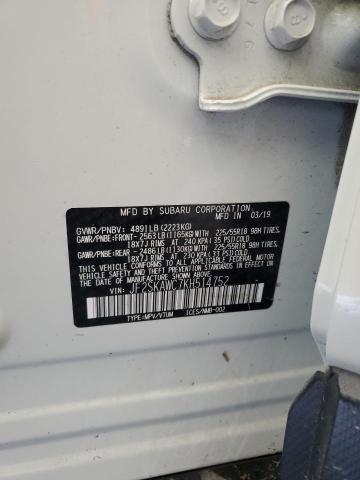 MFD BY SUBARU CORPORATION
GVWR/PNBV: 4891LB(2223KG) MFD IN 03/19
GAWR/PNBE:FRONT-2563LB(1165KG)WITH 225/55R18 98H TIRES,
18X7J RIMS AT 240 KPA(35 PSI)COLD
GAWR/PNBE:REAR -2486LB(1130KG)WITH 225/55R18 98H TIRES,
18X7J RIMS AT 230 KPA(33 PSI)COLD
THIS VEHICLE CONFORMS TO ALL APPLICABLE
FEDERAL MOTOR VEHICLE SAFETY, BUMPER, AND
THEFT PREVENTION STANDARDS IN EFFECT ON THE
DATE OF MANUFACTURE SHOWN ABOVE.
VIN: JF2SKAWC7KH514752
TYPE:MPV/VTUM ICES/NMB-002
8
176
8